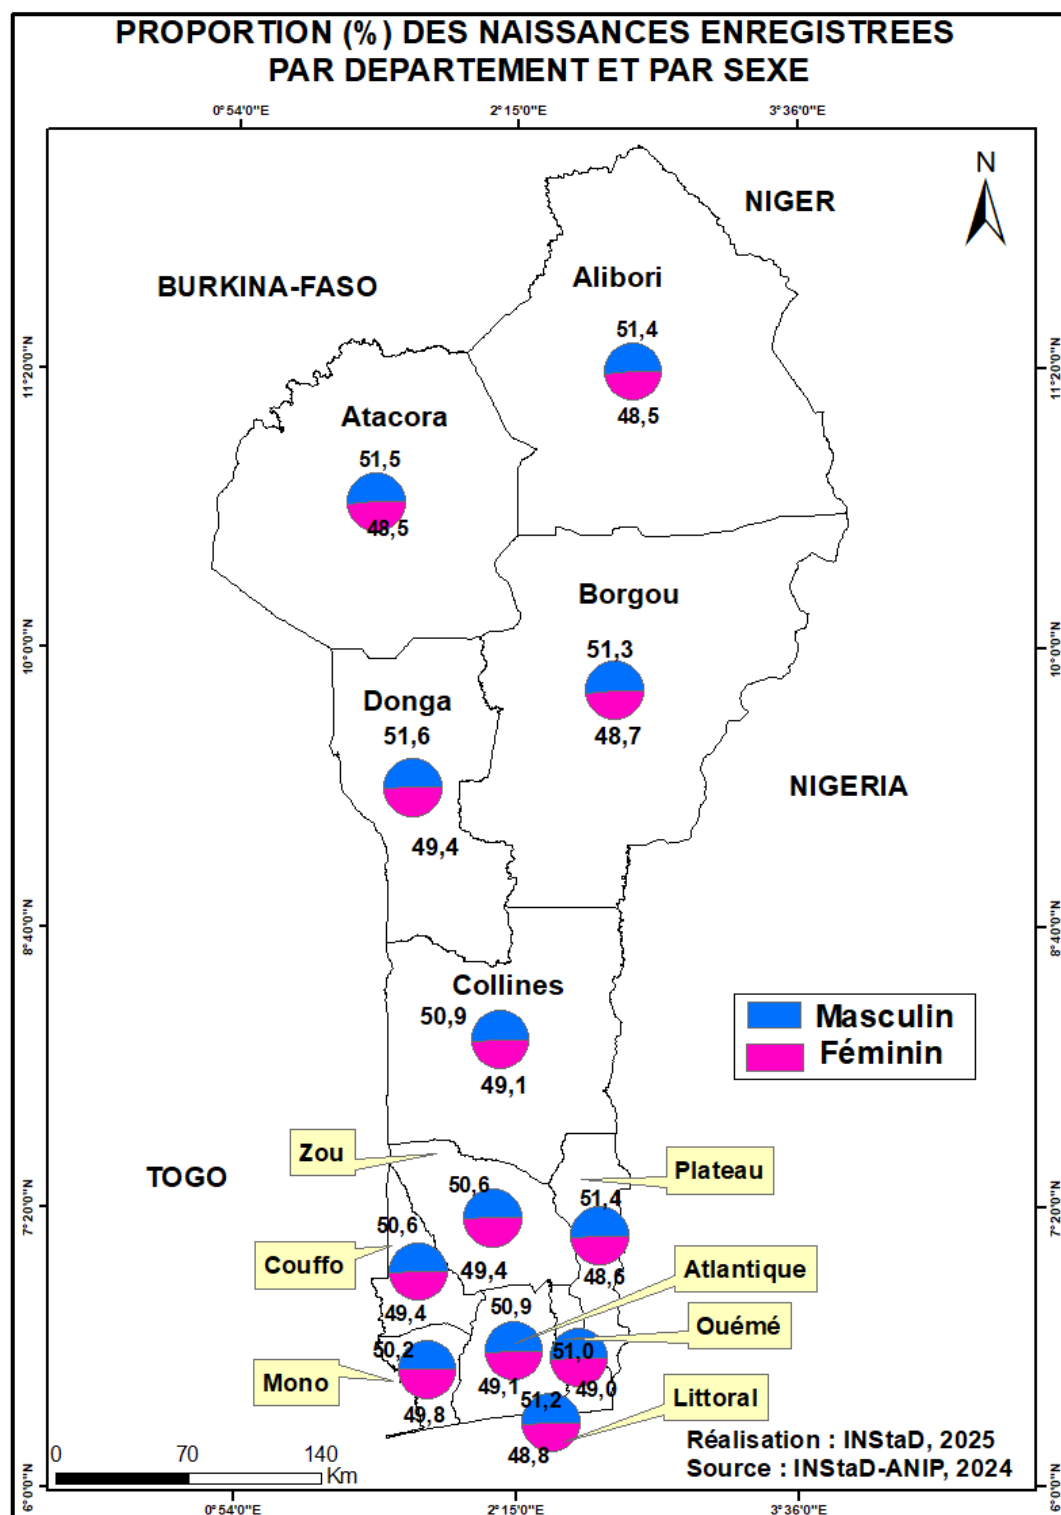 PROPORTION (%) DES NAISSANCES ENREGISTREES
PAR DEPARTEMENT ET PAR SEXE
0°54'0"E
2°15'0"E
3°36'0"E
N
NIGER
BURKINA-FASO
Alibori
51,4
48,5
11°20'0"N
11°20'0"N
Atacora
51,5
48,5
Borgou
51,3
48,7
10°0'0"N
10°0'0"N
Donga
51,6
49,4
NIGERIA
8°40'0"N
8°40'0"N
Collines
50,9
49,1
Masculin
Féminin
Zou
TOGO
Plateau
50,6
51,4
7°20'0"N
7°20'0"N
50,6
Couffo
49,4
48,6
Atlantique
49,4
50,9
Ouémé
50,2
51,0
Mono
49,1
49,0
49,8
51,2
Littoral
48,8
Réalisation : INStaD, 2025
Source : INStaD-ANIP, 2024
0
70
140
Km
6°0'0"N
6°0'0"N
0°54'0"E
2°15'0"E
3°36'0"E